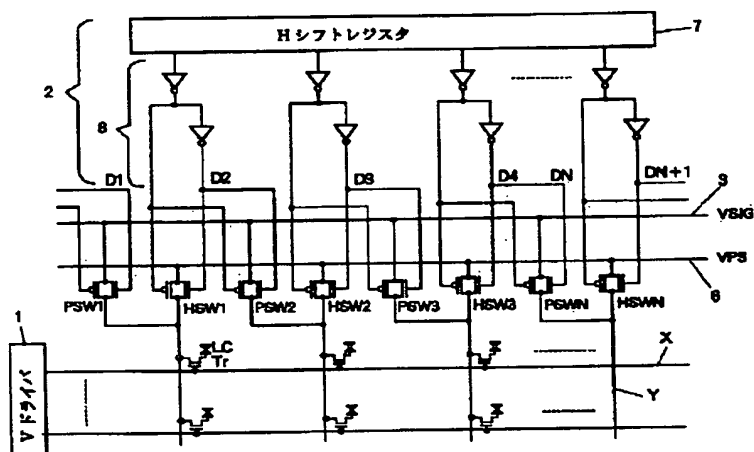 Hシフトレジスタ
7
2
8
D1
D2
D3
D4
DN
DN+1
3
VSIG
VPS
6
PSW1
HSW1
PSW2
HSW2
PSW3
HSW3
PSWN
HSWN
1
LC
Tr
X
Y
Vドライバ